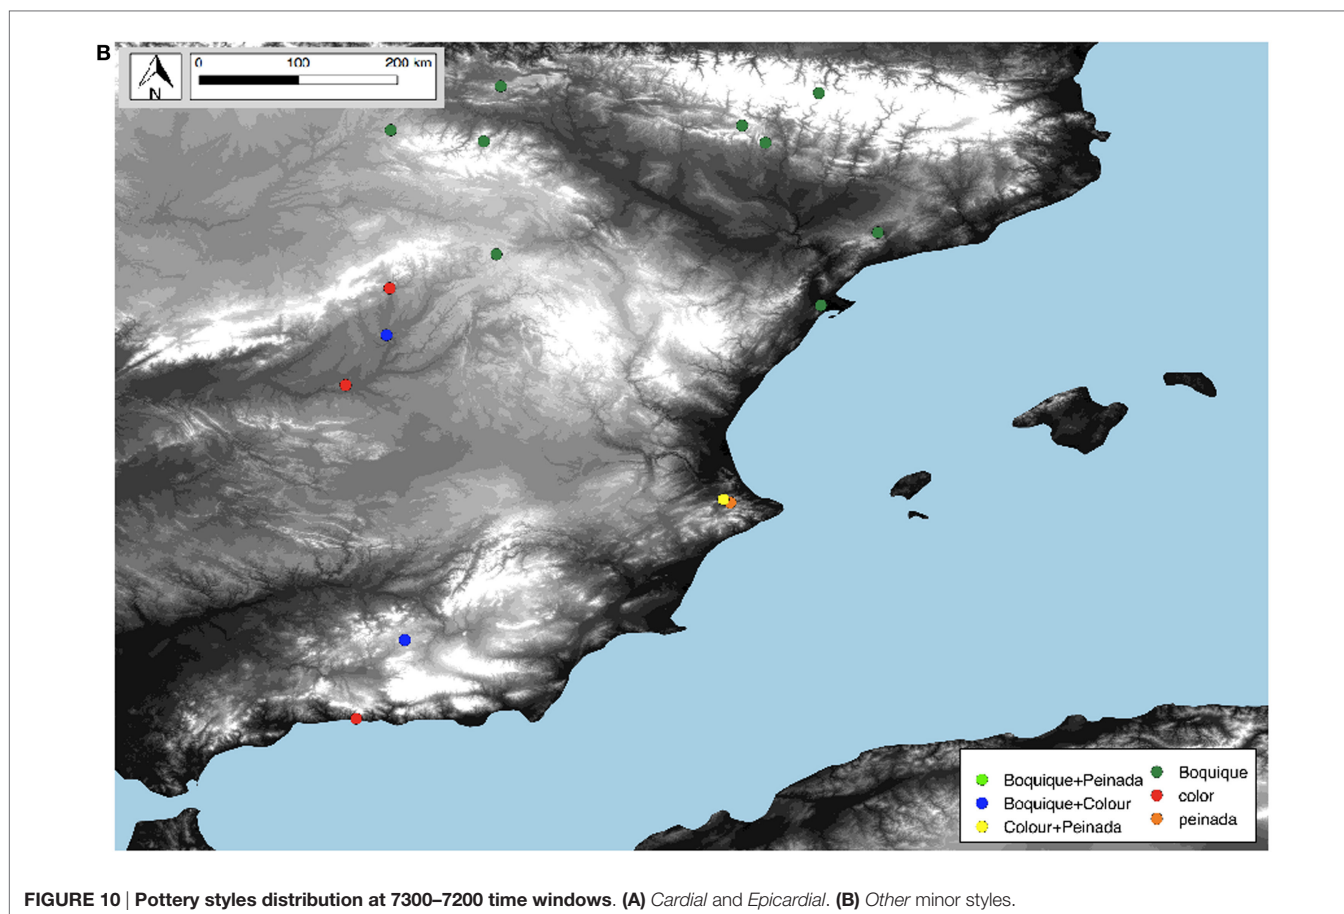 B
0 100 200 km
N
Boquique+Peinada
Boquique+Colour
Colour+Peinada
Boquique
color
peinada
FIGURE 10 | Pottery styles distribution at 7300–7200 time windows. (A) Cardial and Epicardial. (B) Other minor styles.